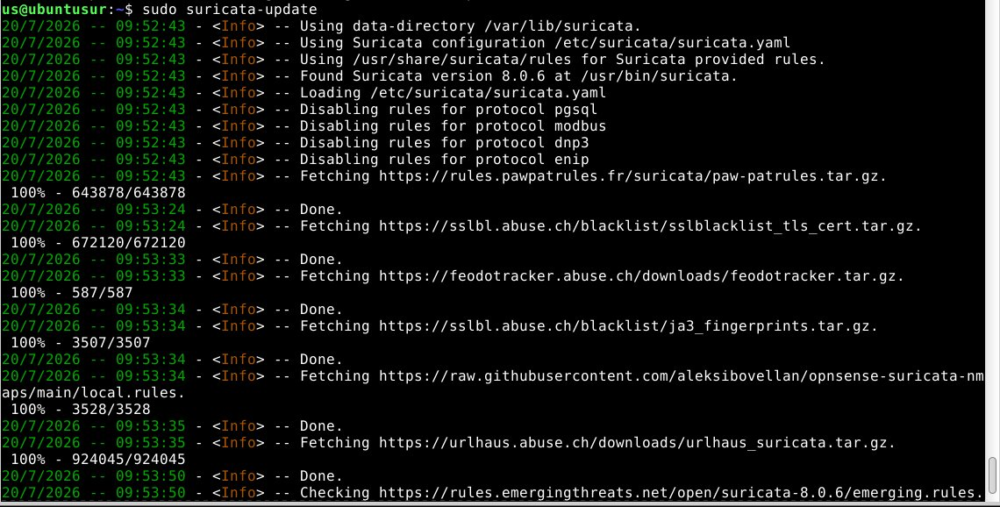 us@ubuntusur:~$ sudo suricata-update
20/7/2026 -- 09:52:43 - <Info> -- Using data-directory /var/lib/suricata.
20/7/2026 -- 09:52:43 - <Info> -- Using Suricata configuration /etc/suricata/suricata.yaml
20/7/2026 -- 09:52:43 - <Info> -- Using /usr/share/suricata/rules for Suricata provided rules.
20/7/2026 -- 09:52:43 - <Info> -- Found Suricata version 8.0.6 at /usr/bin/suricata.
20/7/2026 -- 09:52:43 - <Info> -- Loading /etc/suricata/suricata.yaml
20/7/2026 -- 09:52:43 - <Info> -- Disabling rules for protocol pgsql
20/7/2026 -- 09:52:43 - <Info> -- Disabling rules for protocol modbus
20/7/2026 -- 09:52:43 - <Info> -- Disabling rules for protocol dnp3
20/7/2026 -- 09:52:43 - <Info> -- Disabling rules for protocol enip
20/7/2026 -- 09:52:43 - <Info> -- Fetching https://rules.pawpatrules.fr/suricata/paw-patrules.tar.gz.
 100% - 643878/643878
20/7/2026 -- 09:53:24 - <Info> -- Done.
20/7/2026 -- 09:53:24 - <Info> -- Fetching https://sslbl.abuse.ch/blacklist/sslblacklist_tls_cert.tar.gz.
 100% - 672120/672120
20/7/2026 -- 09:53:33 - <Info> -- Done.
20/7/2026 -- 09:53:33 - <Info> -- Fetching https://feodotracker.abuse.ch/downloads/feodotracker.tar.gz.
 100% - 587/587
20/7/2026 -- 09:53:34 - <Info> -- Done.
20/7/2026 -- 09:53:34 - <Info> -- Fetching https://sslbl.abuse.ch/blacklist/ja3_fingerprints.tar.gz.
 100% - 3507/3507
20/7/2026 -- 09:53:34 - <Info> -- Done.
20/7/2026 -- 09:53:34 - <Info> -- Fetching https://raw.githubusercontent.com/aleksibovellan/opnsense-suricata-nm
aps/main/local.rules.
 100% - 3528/3528
20/7/2026 -- 09:53:35 - <Info> -- Done.
20/7/2026 -- 09:53:35 - <Info> -- Fetching https://urlhaus.abuse.ch/downloads/urlhaus_suricata.tar.gz.
 100% - 924045/924045
20/7/2026 -- 09:53:50 - <Info> -- Done.
20/7/2026 -- 09:53:50 - <Info> -- Checking https://rules.emergingthreats.net/open/suricata-8.0.6/emerging.rules.